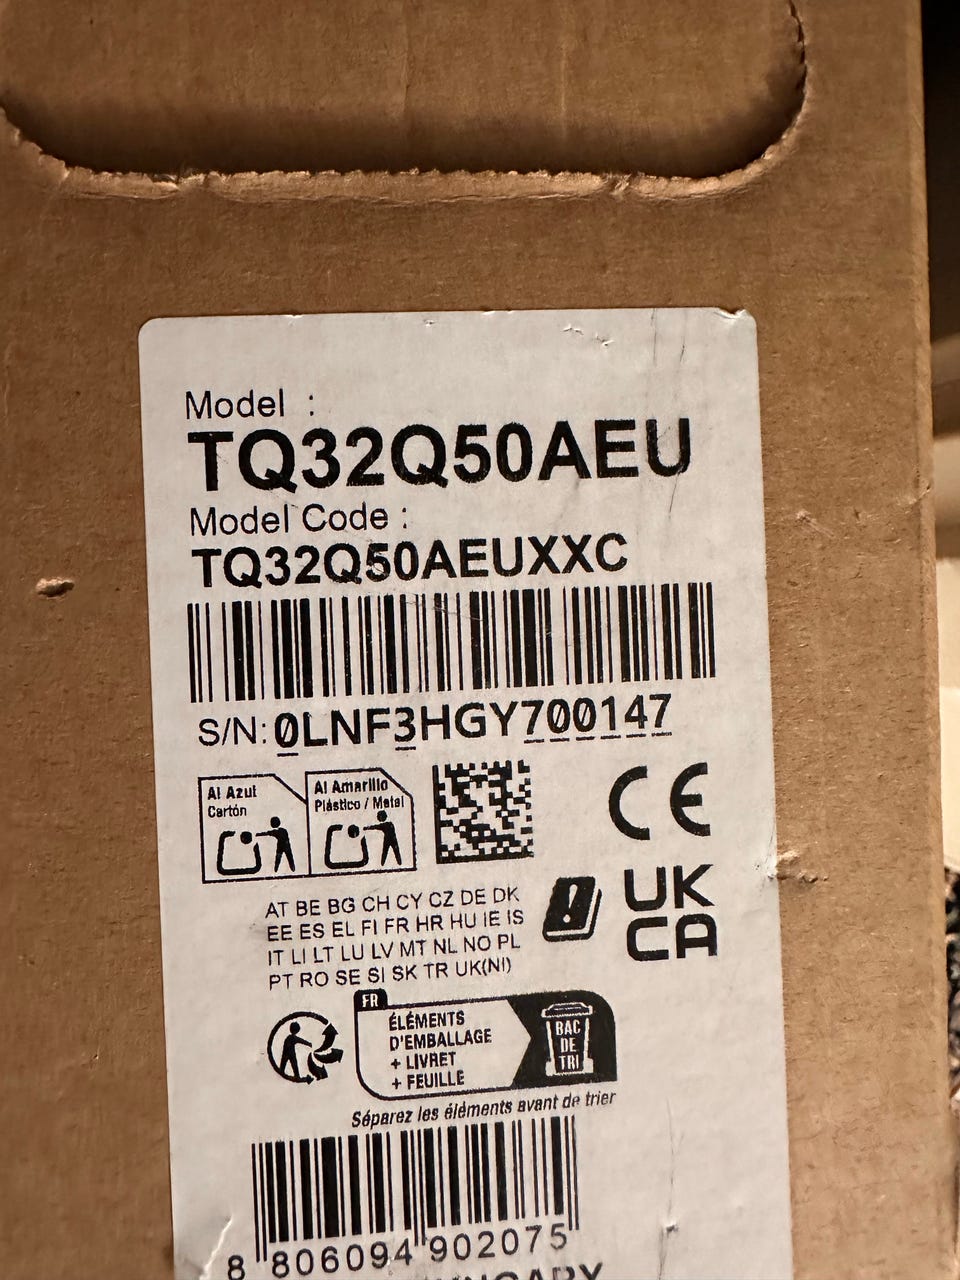 Model :
TQ32Q50AEU
Model Code :
TQ32Q50AEUXXC
S/N: 0LNF3HGY700147
Al Azul
Cartón
Al Amarillo
Plástico / Metal
CE
AT BE BG CH CY CZ DE DK
EE ES EL FI FR HR HU IE IS
IT LI LT LU LV MT NL NO PL
PT RO SE SI SK TR UK(NI)
UK
CA
FR
ÉLÉMENTS
D'EMBALLAGE
+ LIVRET
+ FEUILLE
BAC
DE
TRI
Séparez les éléments avant de trier
8 806094 902075